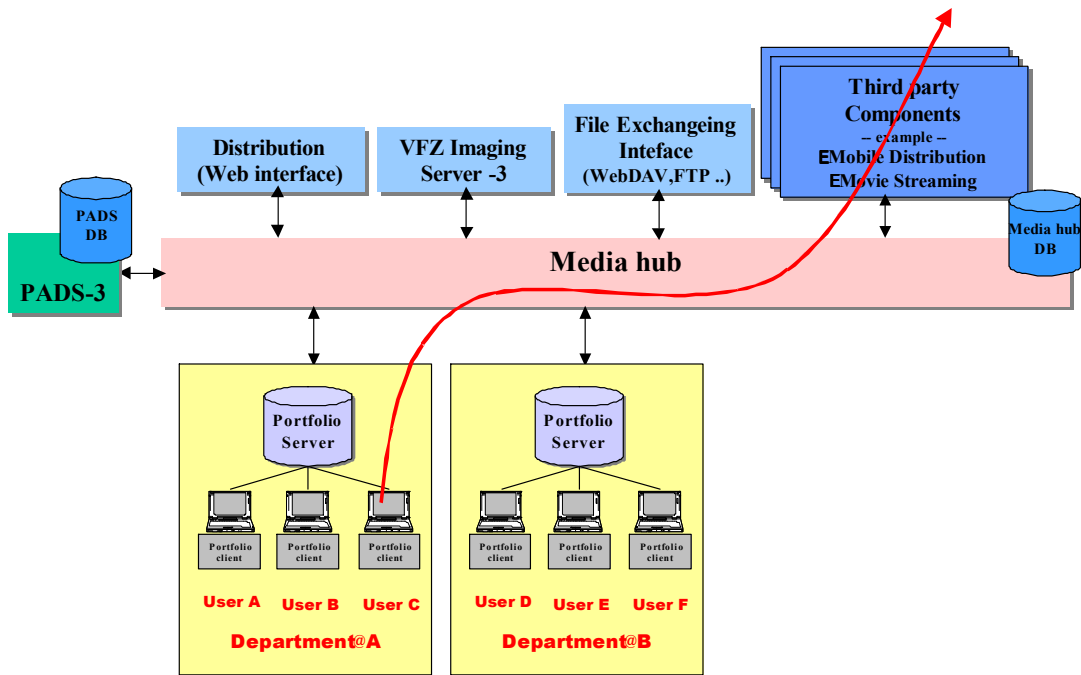 Third party
Components
-- example --
EMobile Distribution
EMovie Streaming
File Exchangeing
Inteface
(WebDAV,FTP ..)
VFZ Imaging
Server -3
Distribution
(Web interface)
PADS
DB
PADS-3
Media hub
Media hub
DB
Portfolio
Server
Portfolio
client
Portfolio
client
Portfolio
client
User A
User B
User C
Department@A
Portfolio
Server
Portfolio
client
Portfolio
client
Portfolio
client
User D
User E
User F
Department@B